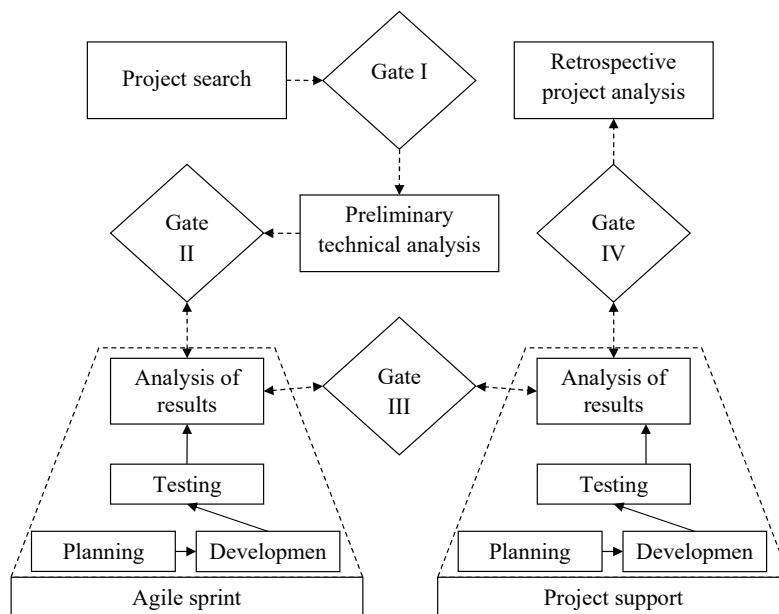 Project search
Gate I
Retrospective
project analysis
Preliminary
technical analysis
Gate
II
Gate
IV
Analysis of
results
Gate
III
Analysis of
results
Testing
Testing
Planning
Developmen
Planning
Developmen
Agile sprint
Project support